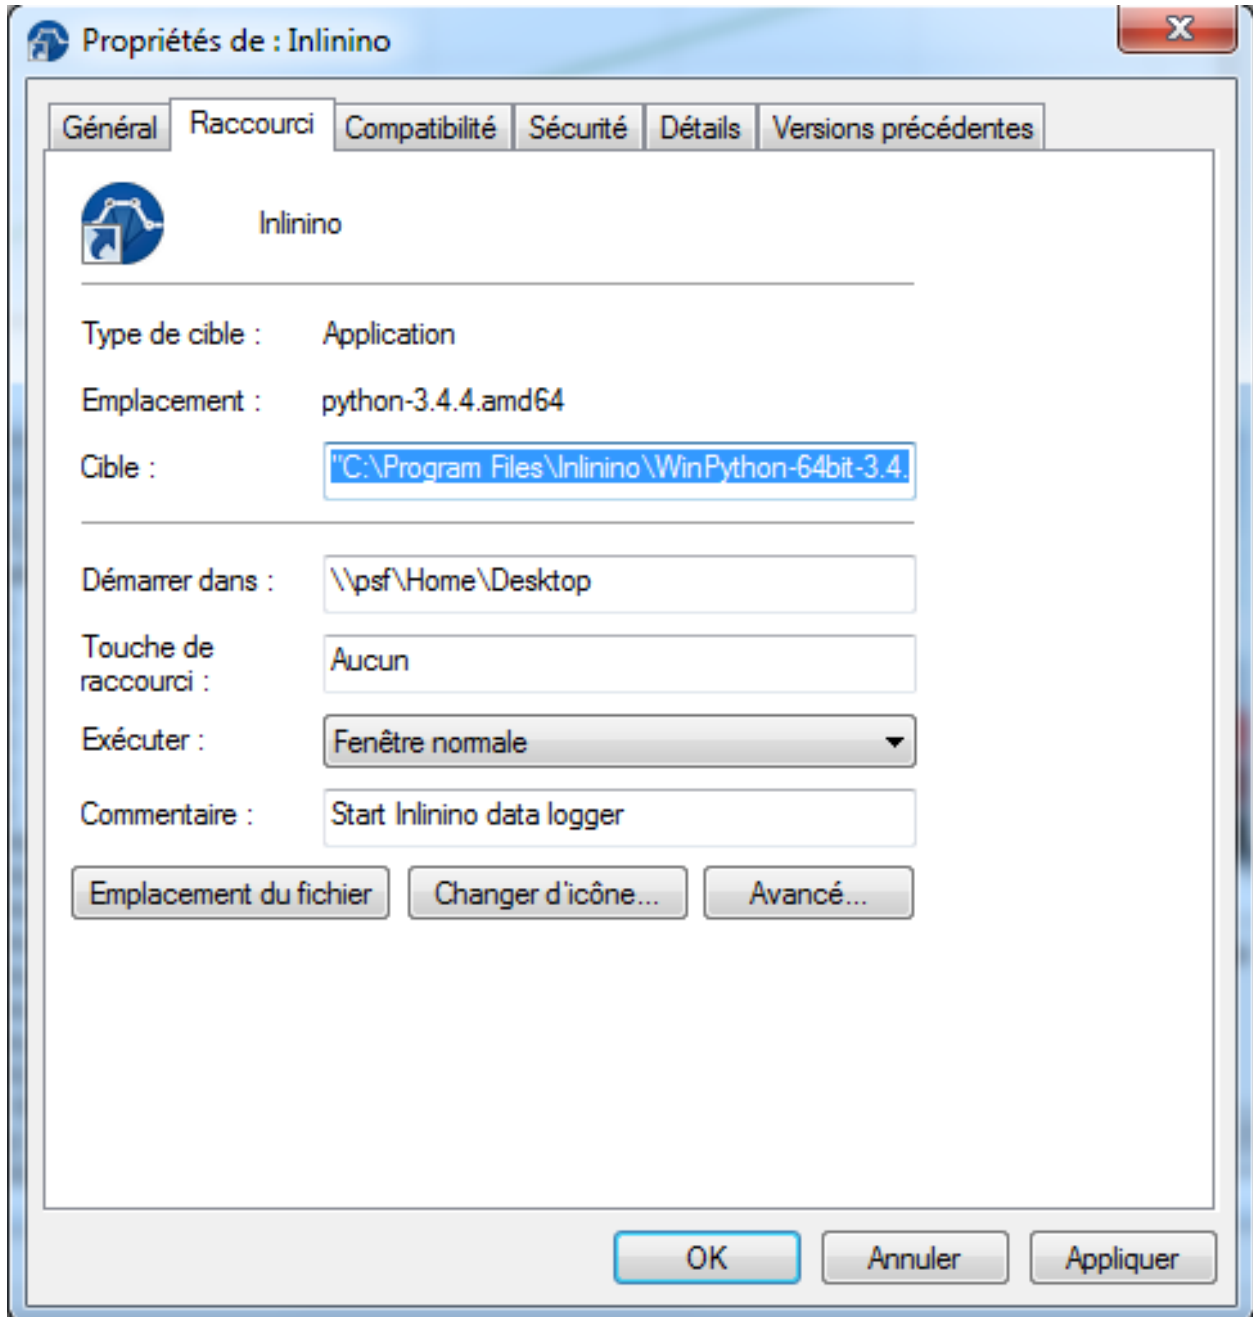 Propriétés de : Inlinino
Général Raccourci Compatibilité Sécurité Détails Versions précédentes
Inlinino
Type de cible : Application
Emplacement : python-3.4.4.amd64
Cible : "C:\Program Files\Inlinino\WinPython-64bit-3.4.
Démarrer dans : \\psf\Home\Desktop
Touche de
raccourci : Aucun
Exécuter : Fenêtre normale
Commentaire : Start Inlinino data logger
Emplacement du fichier Changer d'icône... Avancé...
OK Annuler Appliquer